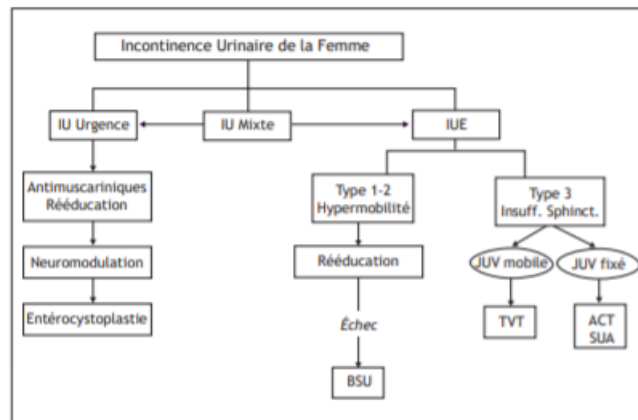 Incontinence Urinaire de la Femme
IU Urgence
IU Mixte
IUE
Antimuscariniques
Rééducation
Type 1-2
Hypermobilité
Type 3
Insuff. Sphinct.
Neuromodulation
Rééducation
JUV mobile
JUV fixé
Entérocystoplastie
Échec
TVT
ACT
SUA
BSU